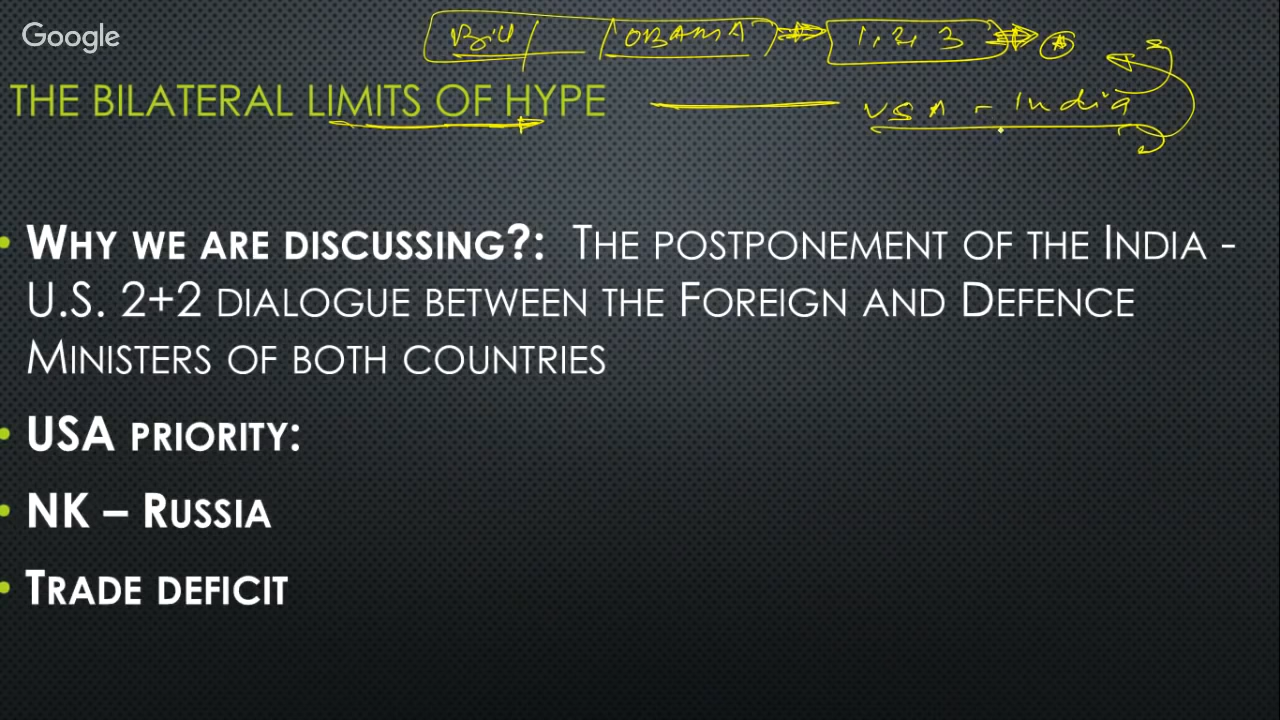 Google
Bill OBAMA 1, 2, 3
THE BILATERAL LIMITS OF HYPE
USA - India
• WHY WE ARE DISCUSSING?: THE POSTPONEMENT OF THE INDIA -
U.S. 2+2 DIALOGUE BETWEEN THE FOREIGN AND DEFENCE
MINISTERS OF BOTH COUNTRIES
• USA PRIORITY:
• NK – RUSSIA
• TRADE DEFICIT